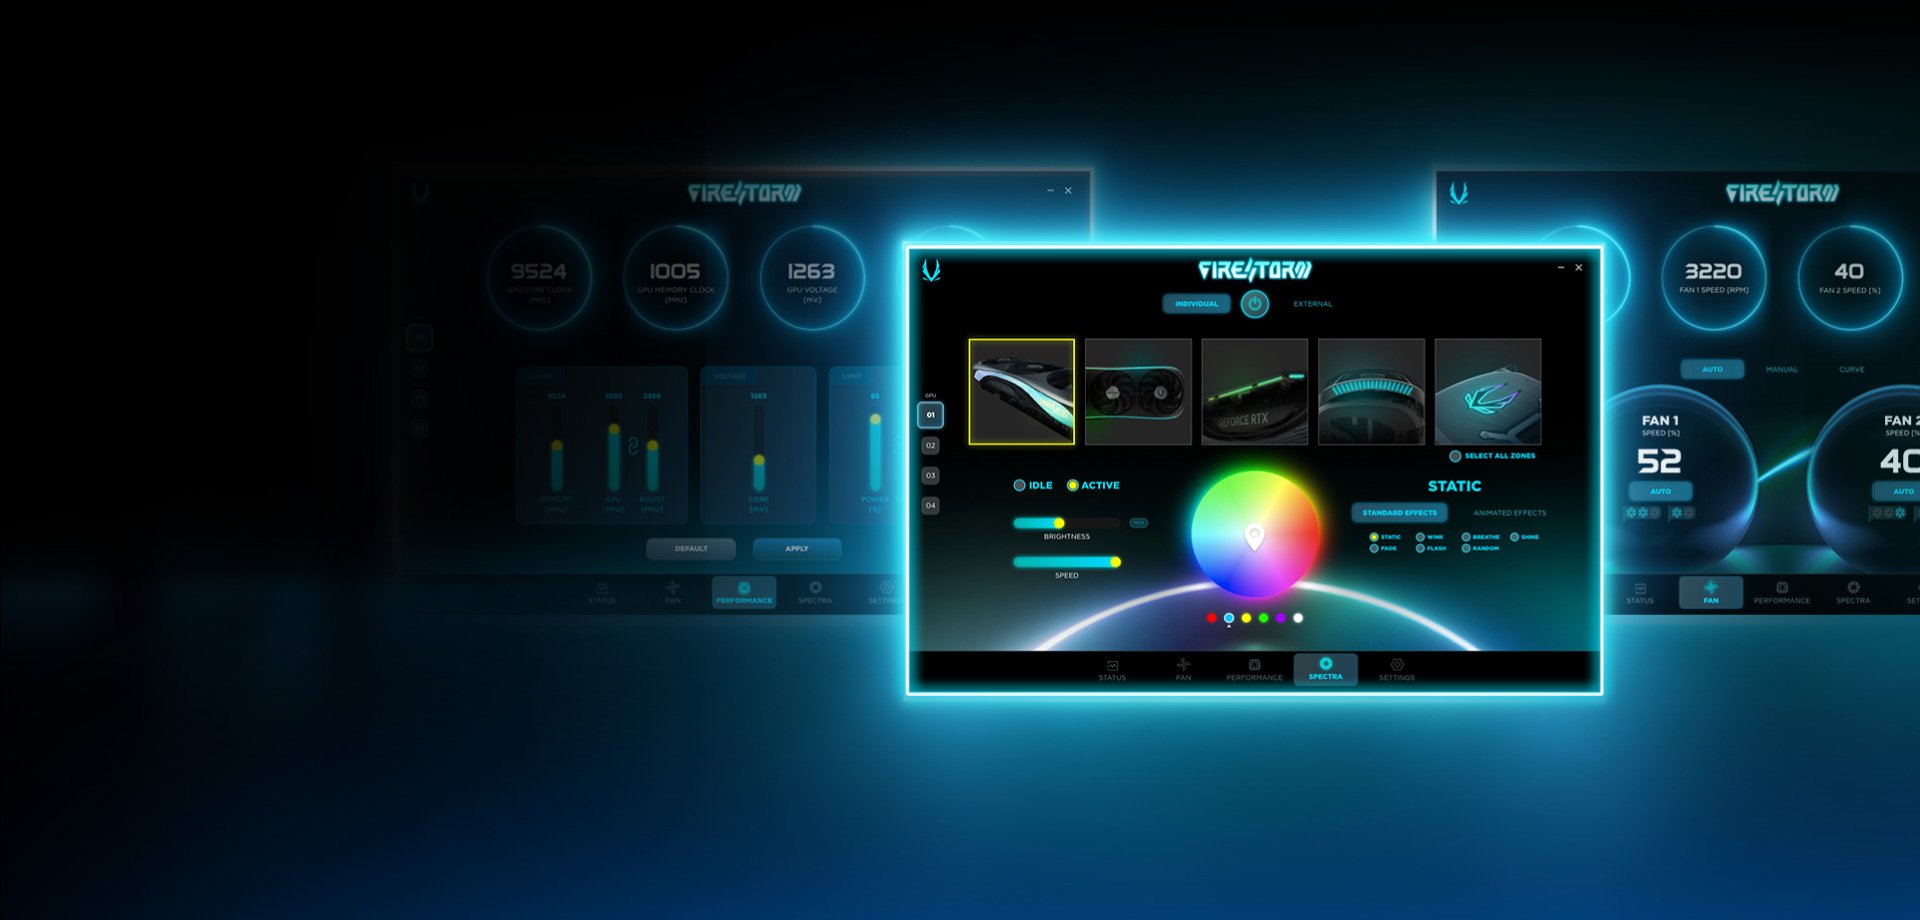 FIRESTORM
9524
GPU CORE CLOCK
[MHz]
1005
GPU MEMORY CLOCK
[MHz]
1263
GPU VOLTAGE
[mV]
CLOCK
9524
1005
2566
MEMORY
[MHz]
GPU
[MHz]
BOOST
[MHz]
VOLTAGE
1263
CORE
[mV]
LIMIT
85
POWER
[%]
DEFAULT
APPLY
STATUS
FAN
PERFORMANCE
SPECTRA
SETTINGS
FIRESTORM
INDIVIDUAL
EXTERNAL
GPU
01
02
03
04
GEFORCE RTX
SELECT ALL ZONES
IDLE
ACTIVE
MAX
BRIGHTNESS
SPEED
STATIC
STANDARD EFFECTS
ANIMATED EFFECTS
STATIC
WINK
BREATHE
SHINE
FADE
FLASH
RANDOM
STATUS
FAN
PERFORMANCE
SPECTRA
SETTINGS
FIRESTORM
3220
FAN 1 SPEED [RPM]
40
FAN 2 SPEED [%]
AUTO
MANUAL
CURVE
FAN 1
SPEED [%]
52
AUTO
FAN 2
SPEED [%
40
AUTO
STATUS
FAN
PERFORMANCE
SPECTRA
SET